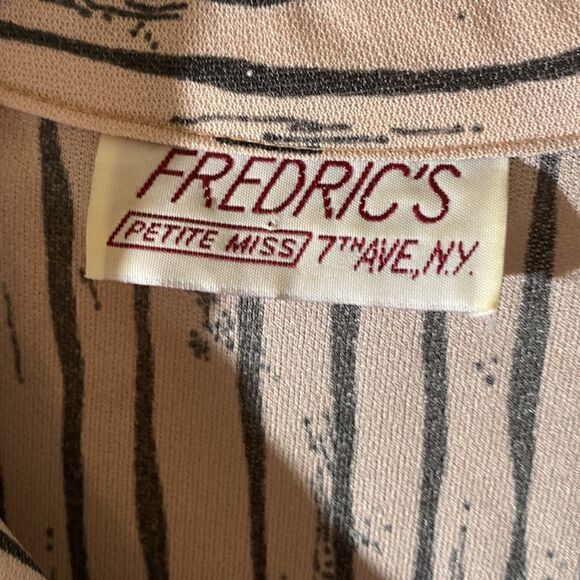 FREDRIC'S
PETITE MISS 7TH AVE., N.Y.